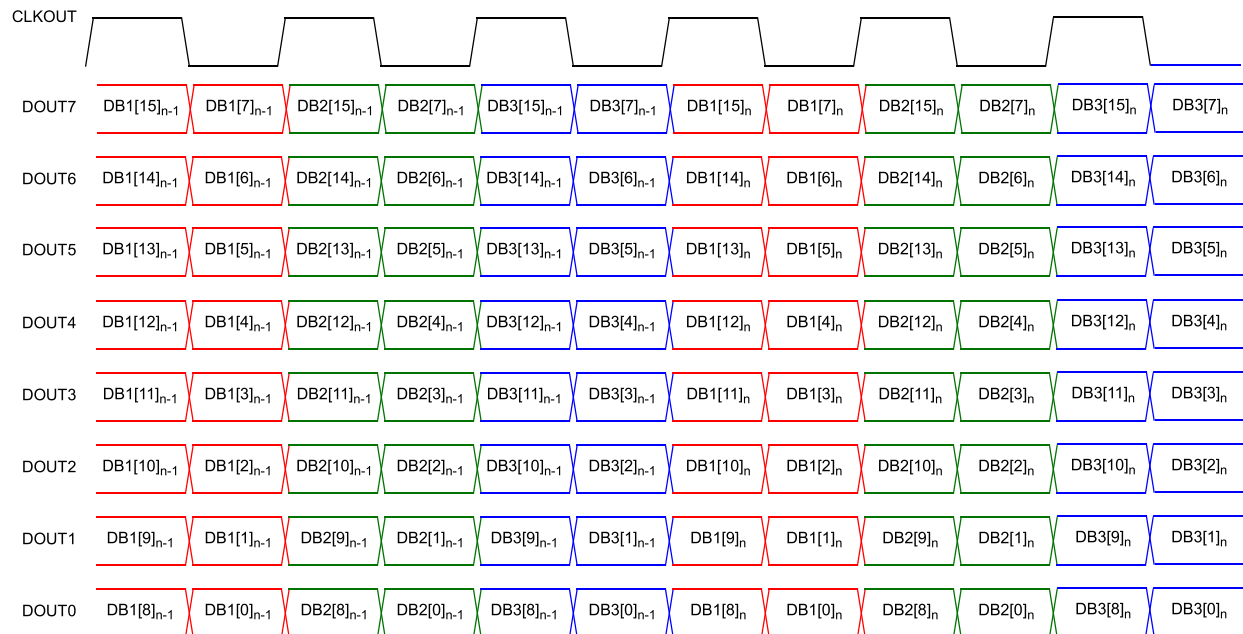 CLKOUT
DOUT7 DB1[15]n-1 DB1[7]n-1 DB2[15]n-1 DB2[7]n-1 DB3[15]n-1 DB3[7]n-1 DB1[15]n DB1[7]n DB2[15]n DB2[7]n DB3[15]n DB3[7]n
DOUT6 DB1[14]n-1 DB1[6]n-1 DB2[14]n-1 DB2[6]n-1 DB3[14]n-1 DB3[6]n-1 DB1[14]n DB1[6]n DB2[14]n DB2[6]n DB3[14]n DB3[6]n
DOUT5 DB1[13]n-1 DB1[5]n-1 DB2[13]n-1 DB2[5]n-1 DB3[13]n-1 DB3[5]n-1 DB1[13]n DB1[5]n DB2[13]n DB2[5]n DB3[13]n DB3[5]n
DOUT4 DB1[12]n-1 DB1[4]n-1 DB2[12]n-1 DB2[4]n-1 DB3[12]n-1 DB3[4]n-1 DB1[12]n DB1[4]n DB2[12]n DB2[4]n DB3[12]n DB3[4]n
DOUT3 DB1[11]n-1 DB1[3]n-1 DB2[11]n-1 DB2[3]n-1 DB3[11]n-1 DB3[3]n-1 DB1[11]n DB1[3]n DB2[11]n DB2[3]n DB3[11]n DB3[3]n
DOUT2 DB1[10]n-1 DB1[2]n-1 DB2[10]n-1 DB2[2]n-1 DB3[10]n-1 DB3[2]n-1 DB1[10]n DB1[2]n DB2[10]n DB2[2]n DB3[10]n DB3[2]n
DOUT1 DB1[9]n-1 DB1[1]n-1 DB2[9]n-1 DB2[1]n-1 DB3[9]n-1 DB3[1]n-1 DB1[9]n DB1[1]n DB2[9]n DB2[1]n DB3[9]n DB3[1]n
DOUT0 DB1[8]n-1 DB1[0]n-1 DB2[8]n-1 DB2[0]n-1 DB3[8]n-1 DB3[0]n-1 DB1[8]n DB1[0]n DB2[8]n DB2[0]n DB3[8]n DB3[0]n